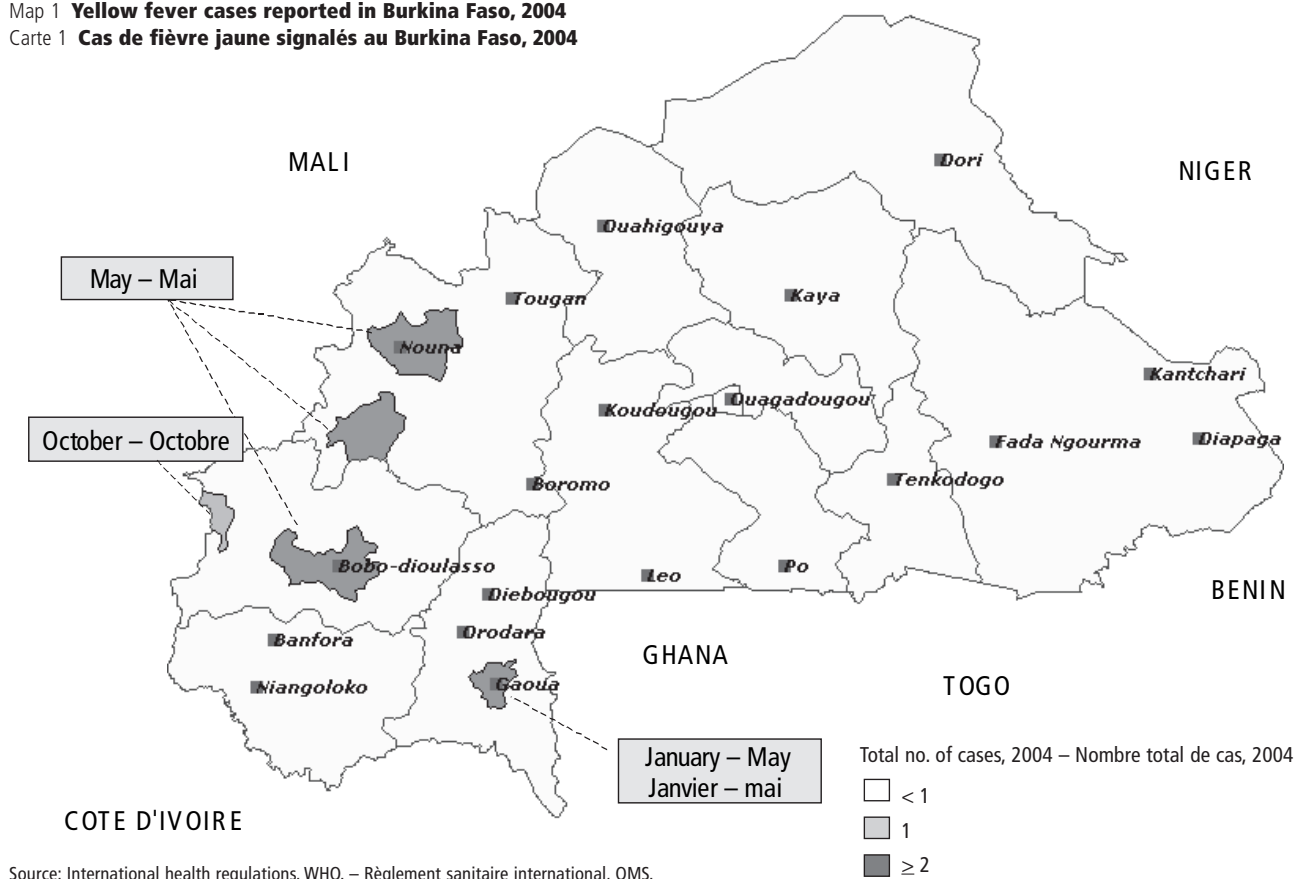 Map 1 Yellow fever cases reported in Burkina Faso, 2004
Carte 1 Cas de fièvre jaune signalés au Burkina Faso, 2004
MALI
NIGER
Dori
Ouahigouya
May – Mai
Tougan
Kaya
Nouna
Kantchari
Koudougou
Ouagadougou
October – Octobre
Fada Ngourma
Diapaga
Boromo
Tenkodogo
Bobo-dioulasso
Leo
Po
Diebougou
BENIN
Banfora
Orodara
GHANA
Niangoloko
Gaoua
TOGO
January – May
Janvier – mai
Total no. of cases, 2004 – Nombre total de cas, 2004
< 1
COTE D'IVOIRE
1
≥ 2
Source: International health regulations, WHO. – Règlement sanitaire international, OMS.